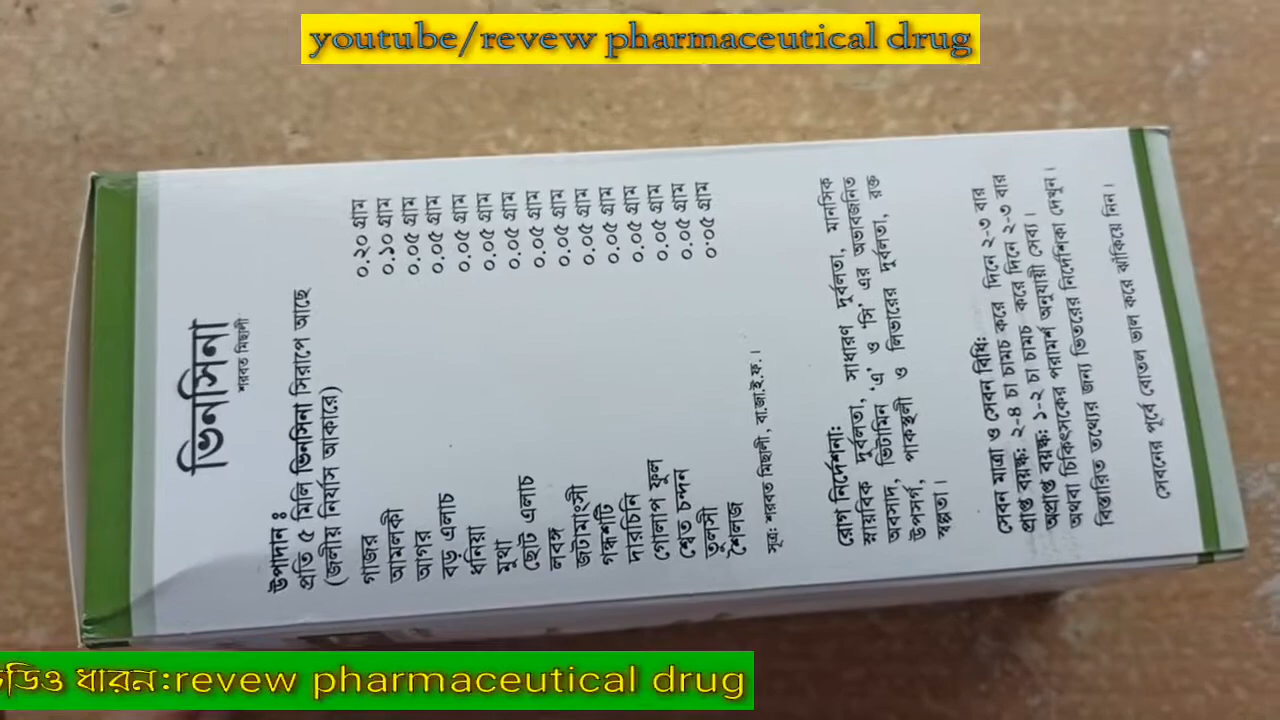 youtube/revew pharmaceutical drug
ভিনসিনা
শরবত মিছালী
উপাদান ঃ
প্রতি ৫ মিলি ভিনসিনা সিরাপে আছে
(জলীয় নির্যাস আকারে)
গাজর ০.২০ গ্রাম
আমলকী ০.১০ গ্রাম
আগর ০.০৫ গ্রাম
বড় এলাচ ০.০৫ গ্রাম
ধনিয়া ০.০৫ গ্রাম
মুথা ০.০৫ গ্রাম
ছোট এলাচ ০.০৫ গ্রাম
লবঙ্গ ০.০৫ গ্রাম
জটামাংসী ০.০৫ গ্রাম
গন্ধশটি ০.০৫ গ্রাম
দারচিনি ০.০৫ গ্রাম
গোলাপ ফুল ০.০৫ গ্রাম
শ্বেত চন্দন ০.০৫ গ্রাম
তুলসী ০.০৫ গ্রাম
শৈলজ ০.০৫ গ্রাম
সূত্র: শরবত মিছালী, বা.জা.ই.ফ.।
রোগ নির্দেশনা:
স্নায়বিক দুর্বলতা, সাধারণ দুর্বলতা, মানসিক
অবসাদ, ভিটামিন 'এ' ও 'সি' এর অভাবজনিত
উপসর্গ, পাকস্থলী ও লিভারের দুর্বলতা, রক্ত
স্বল্পতা।
সেবন মাত্রা ও সেবন বিধি:
প্রাপ্ত বয়স্ক: ২-৪ চা চামচ করে দিনে ২-৩ বার
অপ্রাপ্ত বয়স্ক: ১-২ চা চামচ করে দিনে ২-৩ বার
অথবা চিকিৎসকের পরামর্শ অনুযায়ী সেব্য।
বিস্তারিত তথ্যের জন্য ভিতরের নির্দেশিকা দেখুন।
সেবনের পূর্বে বোতল ভাল করে ঝাঁকিয়ে নিন।
ডিও ধারন:revew pharmaceutical drug